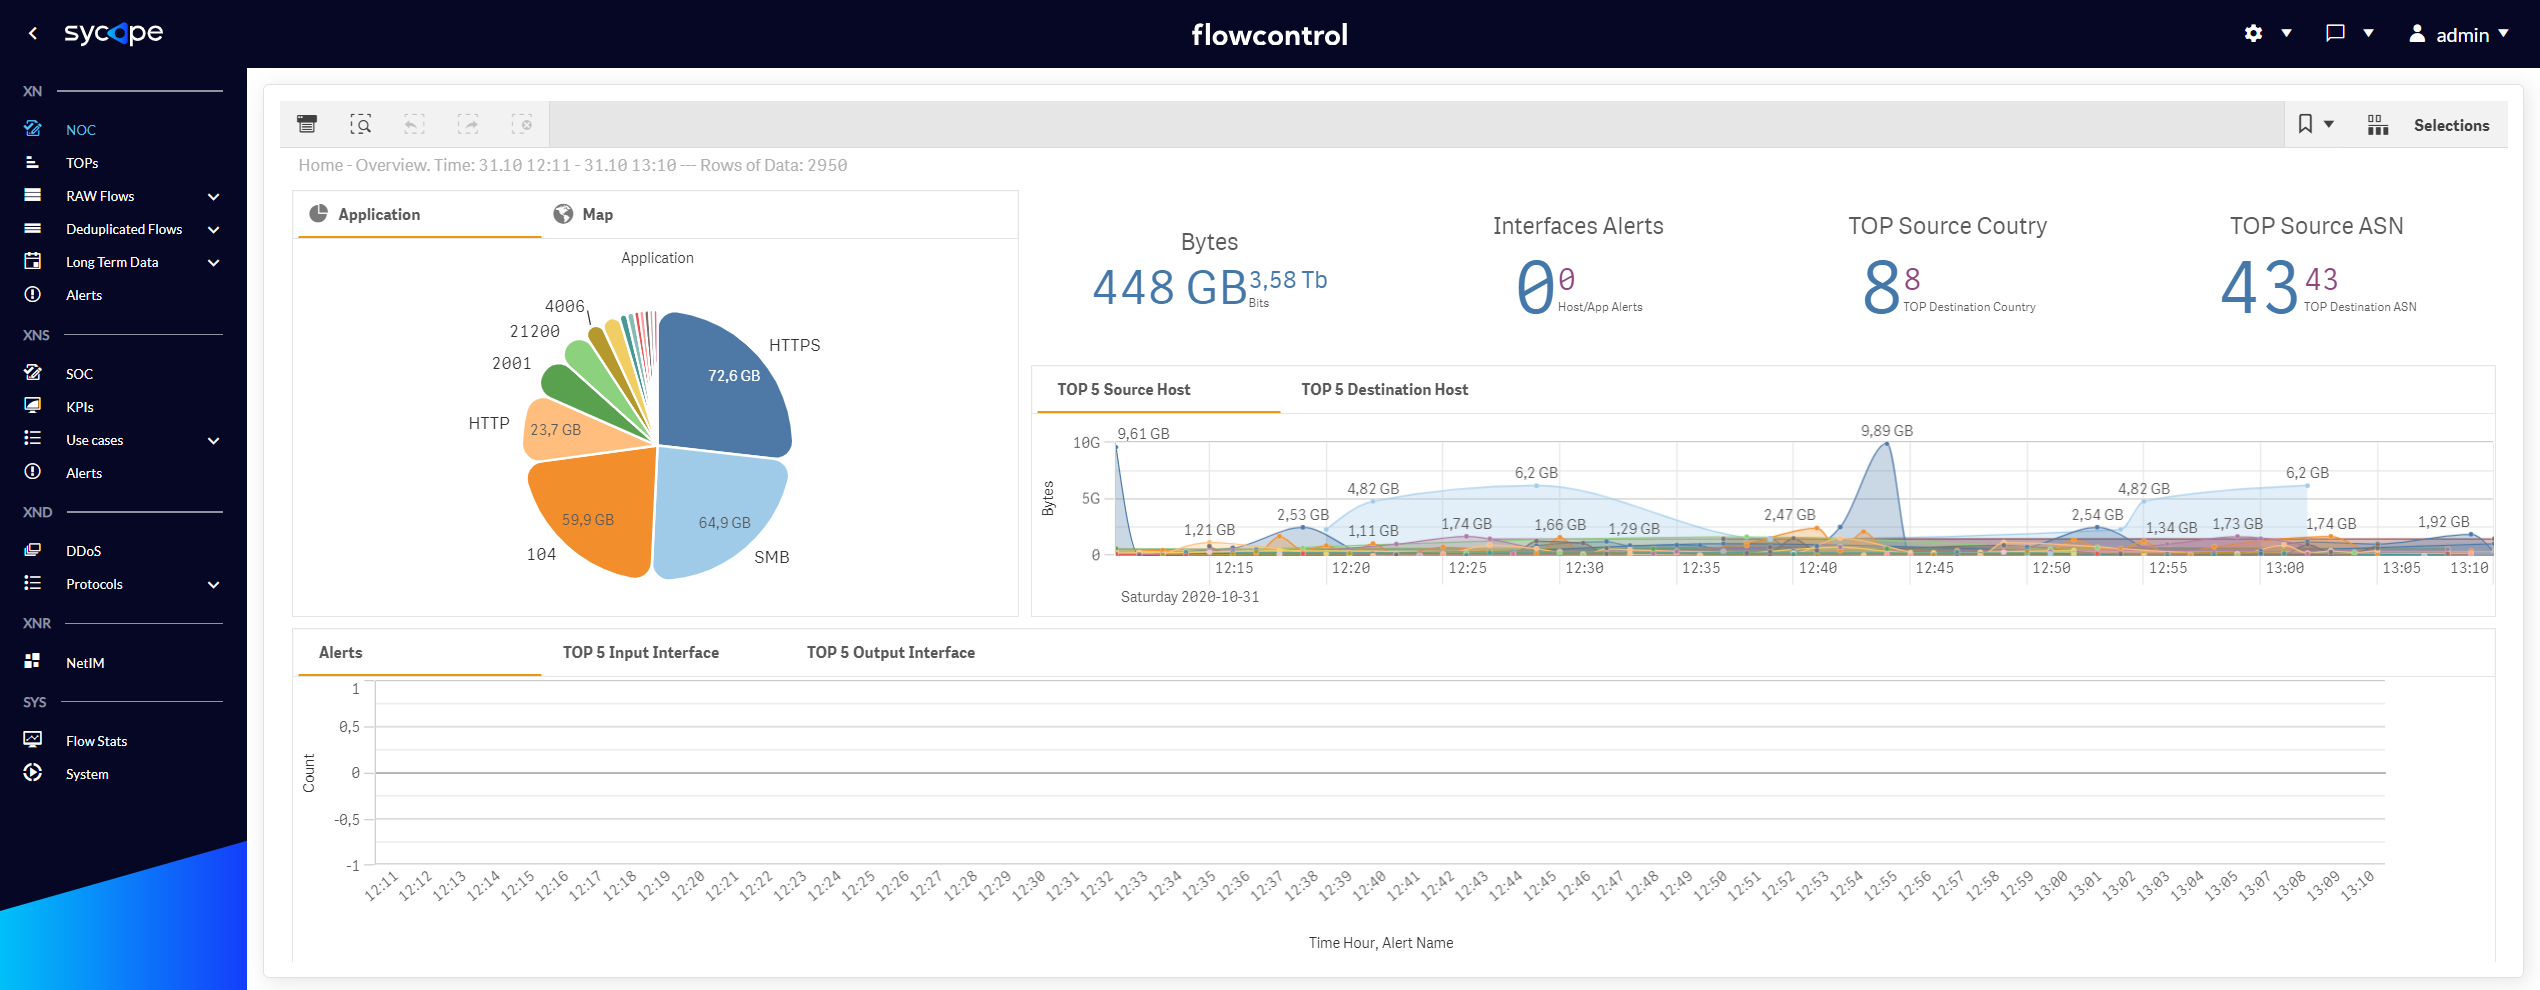 sycope
flowcontrol
admin
XN
NOC
TOPs
RAW Flows
Deduplicated Flows
Long Term Data
Alerts
XNS
SOC
KPIs
Use cases
Alerts
XND
DDoS
Protocols
XNR
NetIM
SYS
Flow Stats
System
Selections
Home - Overview. Time: 31.10 12:11 - 31.10 13:10 --- Rows of Data: 2950
Application
Map
Application
4006
21200
2001
HTTP
HTTPS
72,6 GB
23,7 GB
59,9 GB
64,9 GB
104
SMB
Bytes
448 GB
3,58 Tb
Bits
Interfaces Alerts
0
0
Host/App Alerts
TOP Source Coutry
8
8
TOP Destination Country
TOP Source ASN
43
43
TOP Destination ASN
TOP 5 Source Host
TOP 5 Destination Host
Bytes
10G
5G
0
9,61 GB
1,21 GB
2,53 GB
4,82 GB
1,11 GB
1,74 GB
6,2 GB
1,66 GB
1,29 GB
2,47 GB
9,89 GB
2,54 GB
4,82 GB
1,34 GB
1,73 GB
6,2 GB
1,74 GB
1,92 GB
12:15 12:20 12:25 12:30 12:35 12:40 12:45 12:50 12:55 13:00 13:05 13:10
Saturday 2020-10-31
Alerts
TOP 5 Input Interface
TOP 5 Output Interface
Count
1
0,5
0
-0,5
-1
12:11 12:12 12:13 12:14 12:15 12:16 12:17 12:18 12:19 12:20 12:21 12:22 12:23 12:24 12:25 12:26 12:27 12:28 12:29 12:30 12:31 12:32 12:33 12:34 12:35 12:36 12:37 12:38 12:39 12:40 12:41 12:42 12:43 12:44 12:45 12:46 12:47 12:48 12:49 12:50 12:51 12:52 12:53 12:54 12:55 12:56 12:57 12:58 12:59 13:00 13:01 13:02 13:03 13:04 13:05 13:07 13:08 13:09 13:10
Time Hour, Alert Name